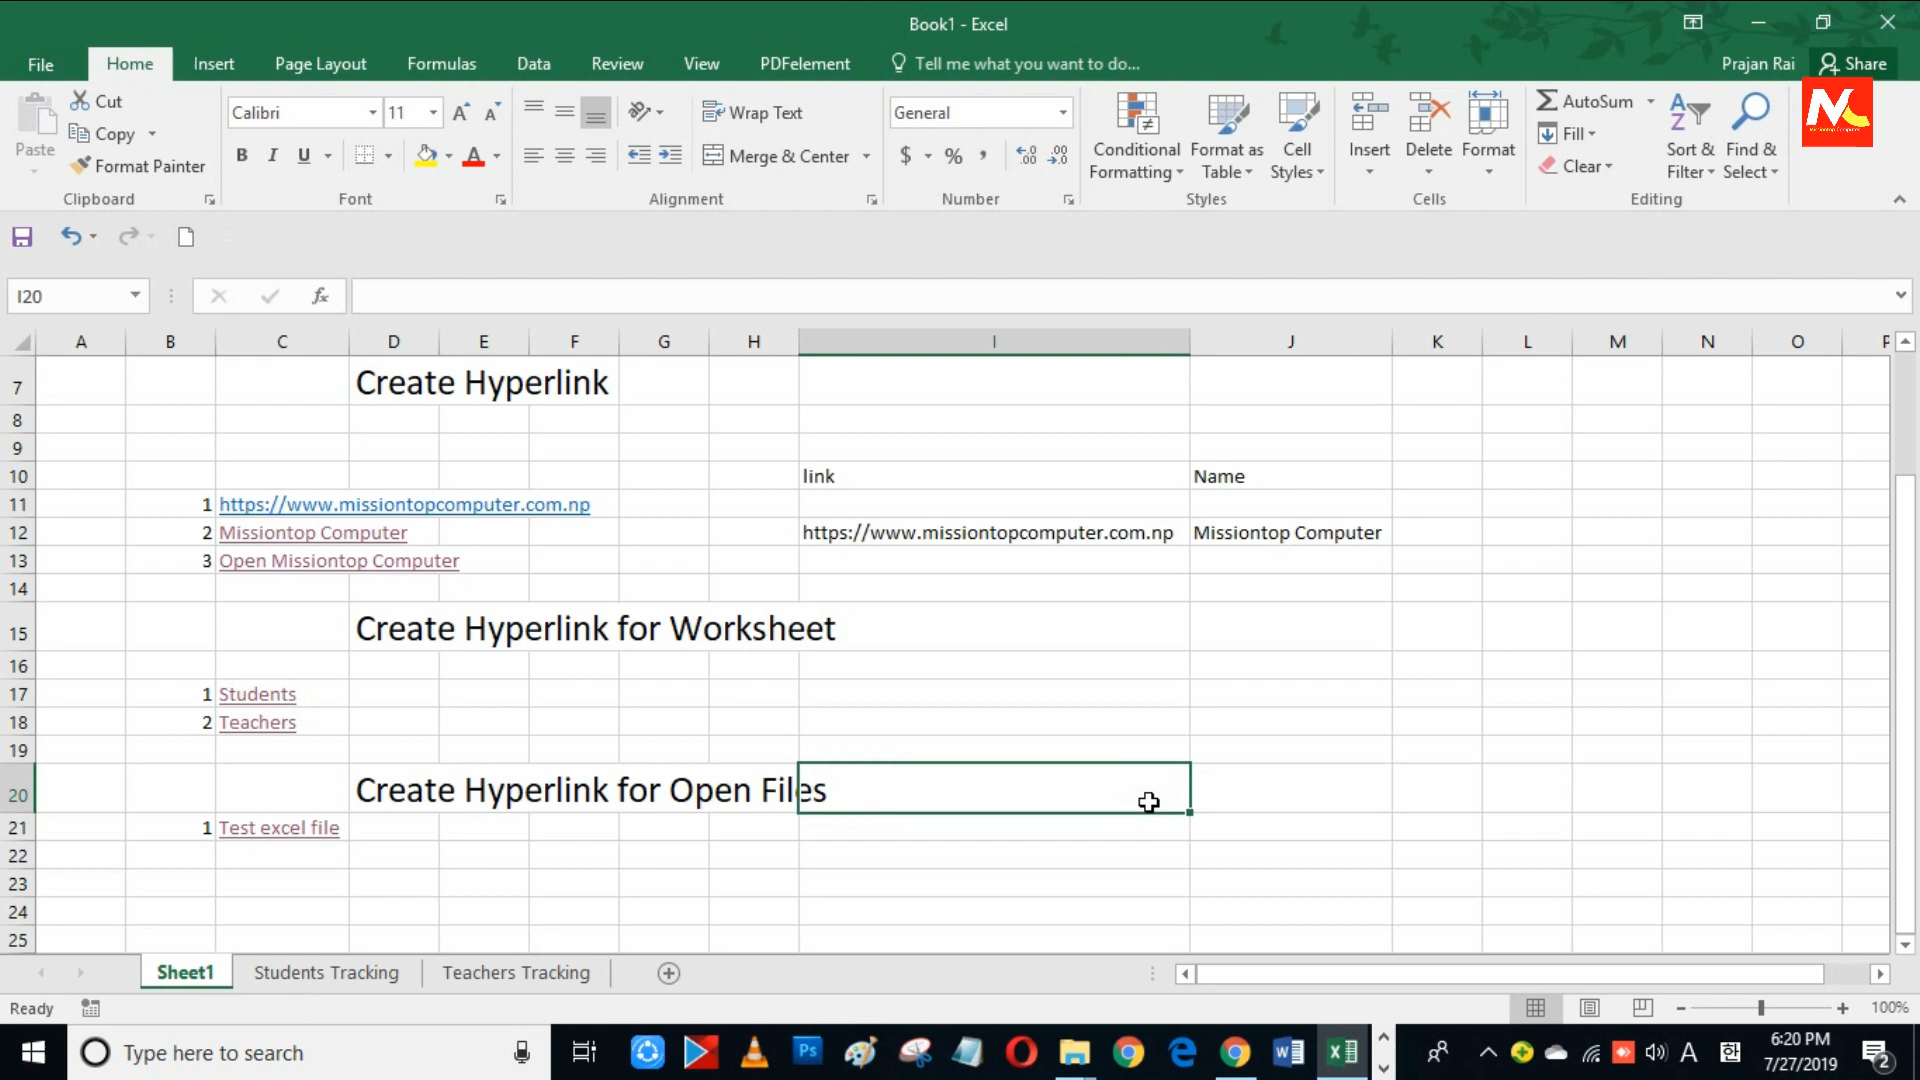 Book1 - Excel
File Home Insert Page Layout Formulas Data Review View PDFelement Tell me what you want to do... Prajan Rai Share
Missiontop Computer
Paste
Cut
Copy
Format Painter
Clipboard
Calibri 11
B I U
Font
Wrap Text
Merge & Center
Alignment
General
$ %
Number
Conditional Formatting
Format as Table
Cell Styles
Styles
Insert Delete Format
Cells
AutoSum
Fill
Clear
Sort & Filter
Find & Select
Editing
I20 fx
A B C D E F G H I J K L M N O P
7 Create Hyperlink
8
9
10 link Name
11 1 https://www.missiontopcomputer.com.np
12 2 Missiontop Computer https://www.missiontopcomputer.com.np Missiontop Computer
13 3 Open Missiontop Computer
14
15 Create Hyperlink for Worksheet
16
17 1 Students
18 2 Teachers
19
20 Create Hyperlink for Open Files
21 1 Test excel file
22
23
24
25
Sheet1 Students Tracking Teachers Tracking
Ready 100%
Type here to search Ps A 한 6:20 PM
7/27/2019 2